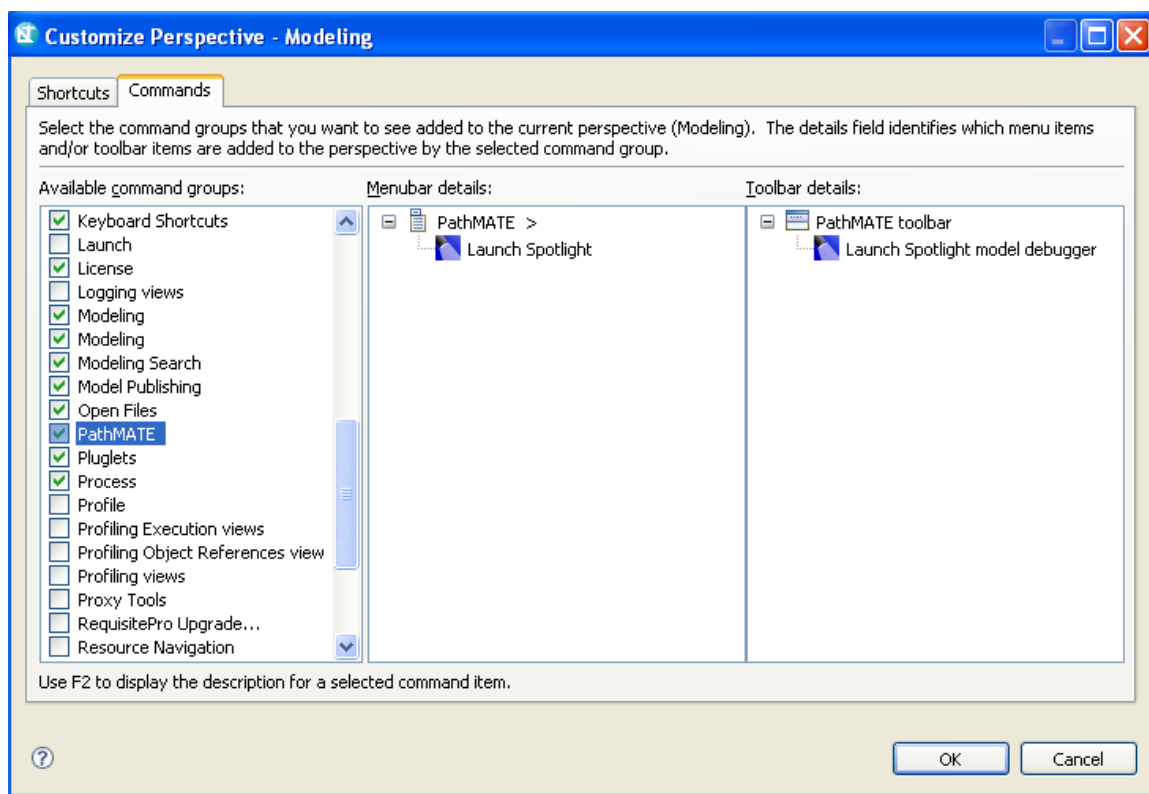 Customize Perspective - Modeling
Shortcuts
Commands
Select the command groups that you want to see added to the current perspective (Modeling).  The details field identifies which menu items
and/or toolbar items are added to the perspective by the selected command group.
Available command groups:
Menubar details:
Toolbar details:
Keyboard Shortcuts
Launch
License
Logging views
Modeling
Modeling
Modeling Search
Model Publishing
Open Files
PathMATE
Pluglets
Process
Profile
Profiling Execution views
Profiling Object References view
Profiling views
Proxy Tools
RequisitePro Upgrade...
Resource Navigation
PathMATE >
Launch Spotlight
PathMATE toolbar
Launch Spotlight model debugger
Use F2 to display the description for a selected command item.
?
OK
Cancel